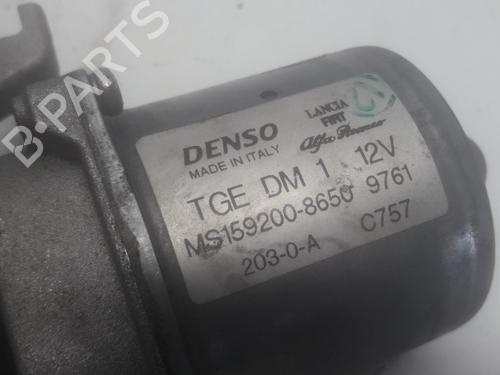 B-PARTS
DENSO
MADE IN ITALY
LANCIA
FIAT
Alfa Romeo
TGE DM 1 12V
MS159200-8650 9761
203-0-A C757